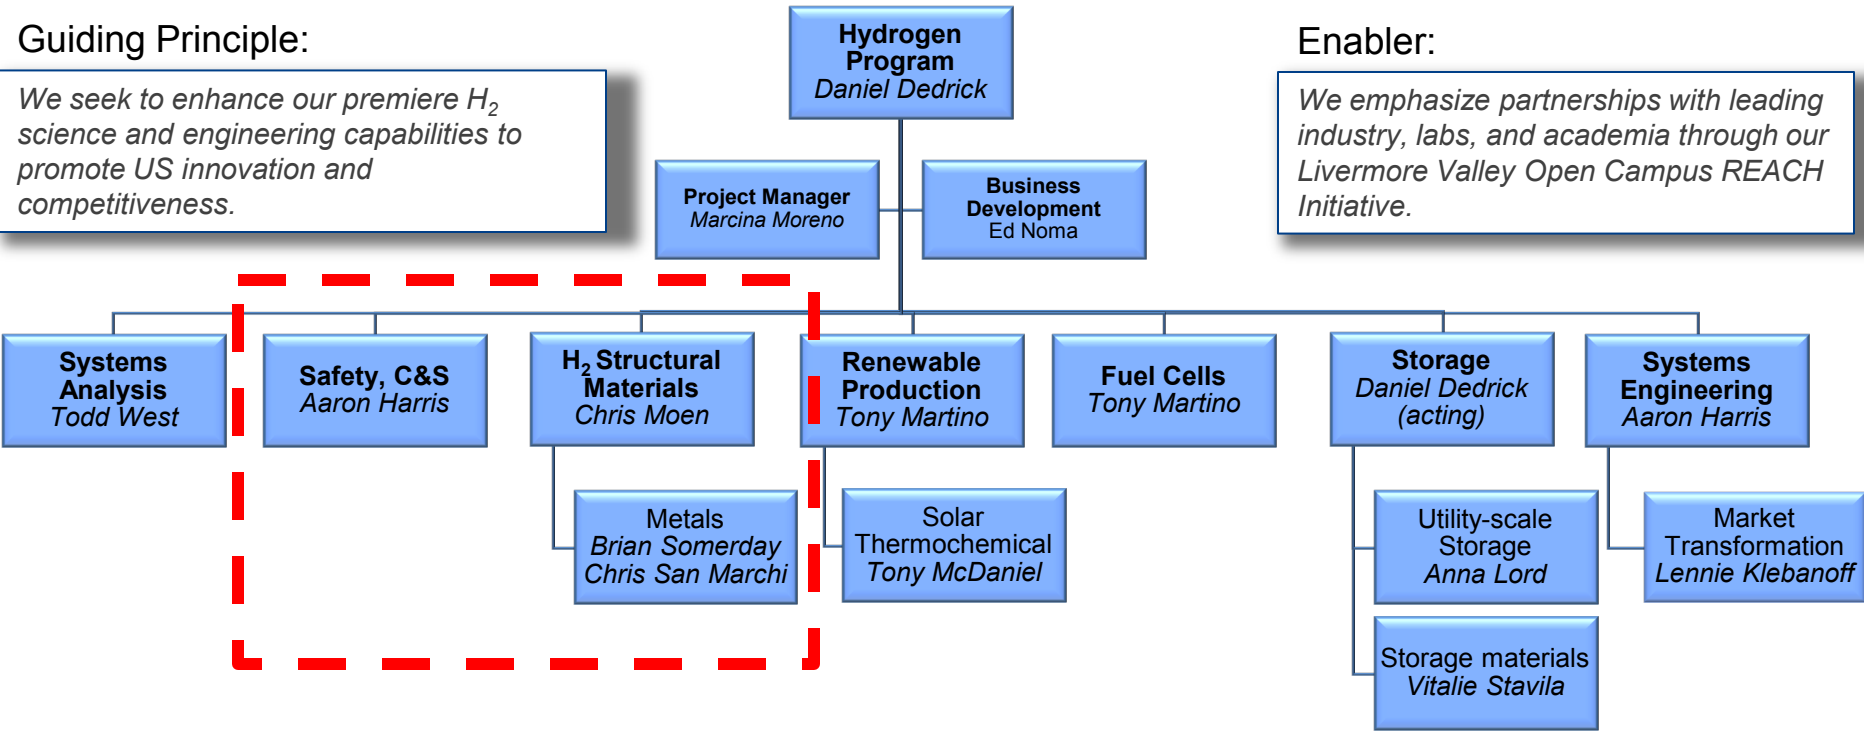 Guiding Principle:
We seek to enhance our premiere H2
science and engineering capabilities to
promote US innovation and
competitiveness.
Hydrogen
Program
Daniel Dedrick
Enabler:
We emphasize partnerships with leading
industry, labs, and academia through our
Livermore Valley Open Campus REACH
Initiative.
Project Manager
Marcina Moreno
Business
Development
Ed Noma
Systems
Analysis
Todd West
Safety, C&S
Aaron Harris
H2 Structural
Materials
Chris Moen
Renewable
Production
Tony Martino
Fuel Cells
Tony Martino
Storage
Daniel Dedrick
(acting)
Systems
Engineering
Aaron Harris
Metals
Brian Somerday
Chris San Marchi
Solar
Thermochemical
Tony McDaniel
Utility-scale
Storage
Anna Lord
Market
Transformation
Lennie Klebanoff
Storage materials
Vitalie Stavila